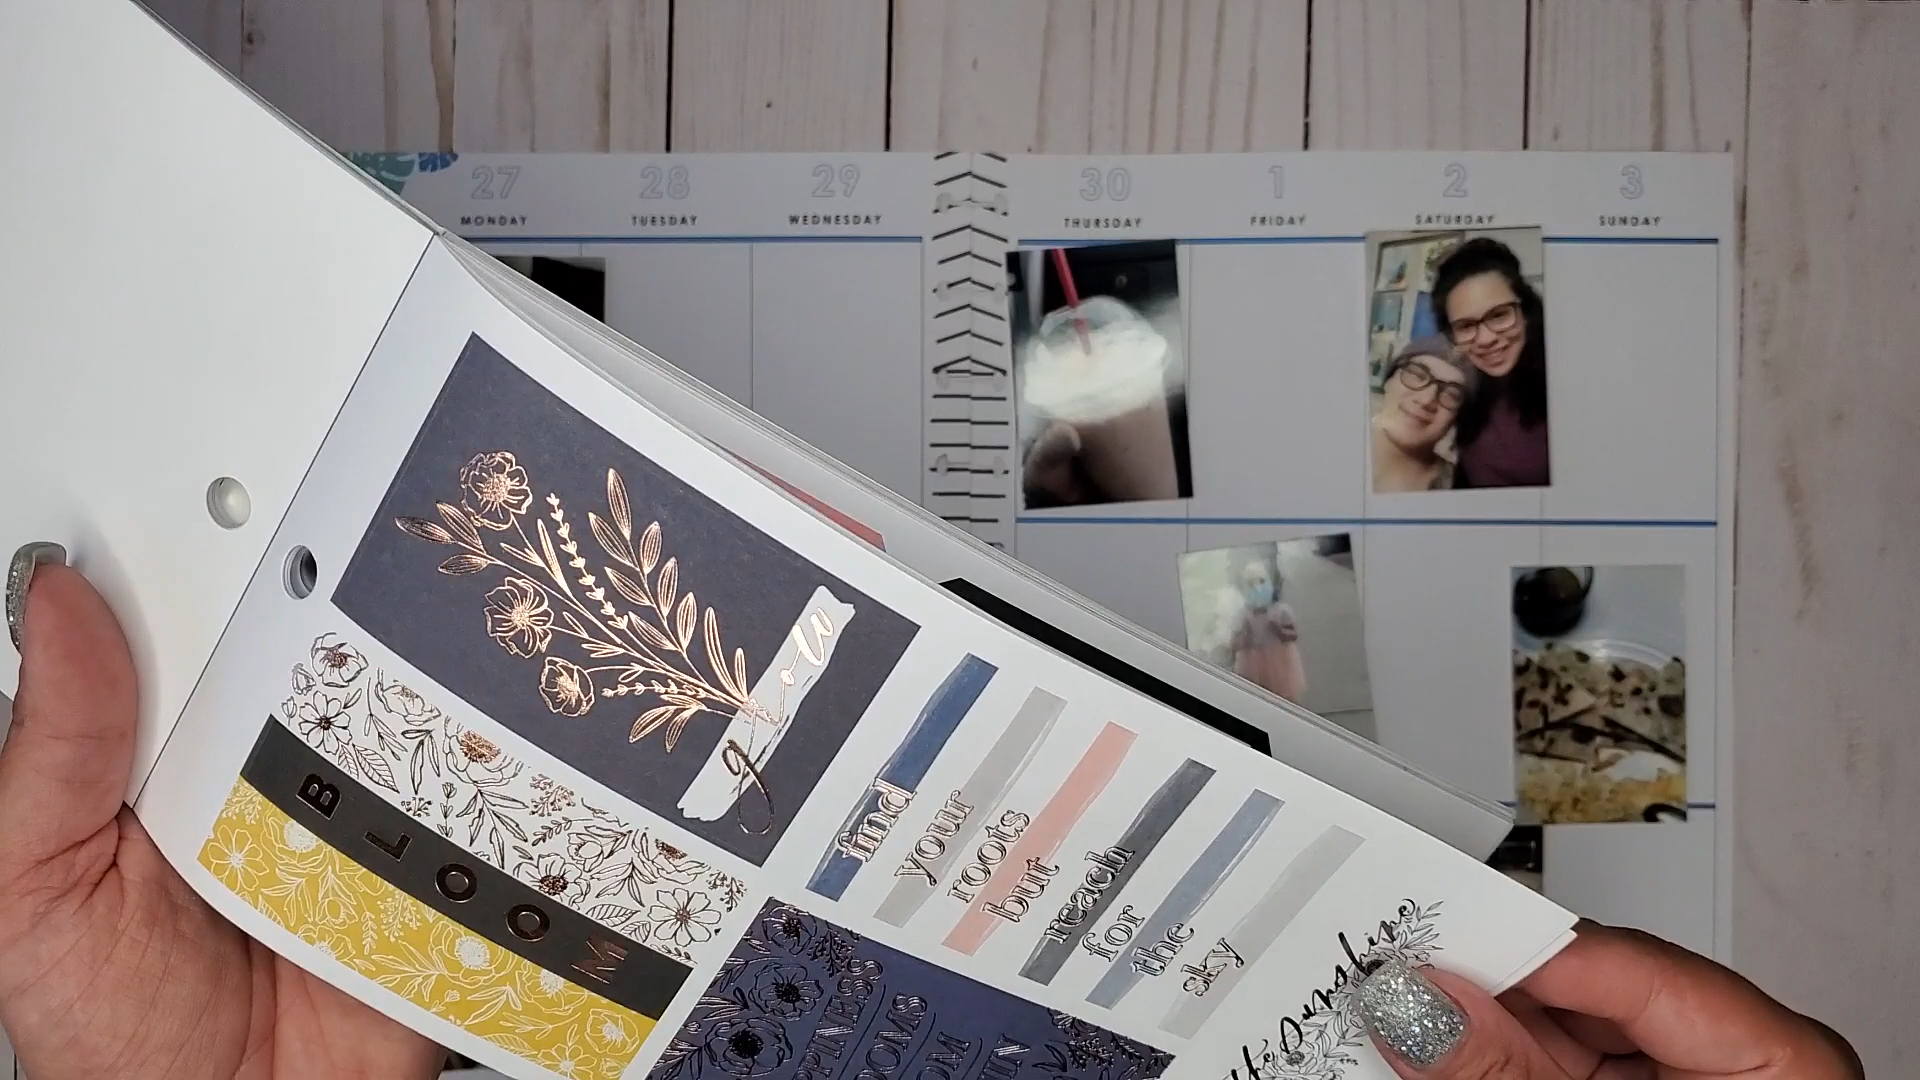 27
MONDAY
28
TUESDAY
29
WEDNESDAY
30
THURSDAY
1
FRIDAY
2
SATURDAY
3
SUNDAY
grow
BLOOM
find
your
roots
but
reach
for
the
sky